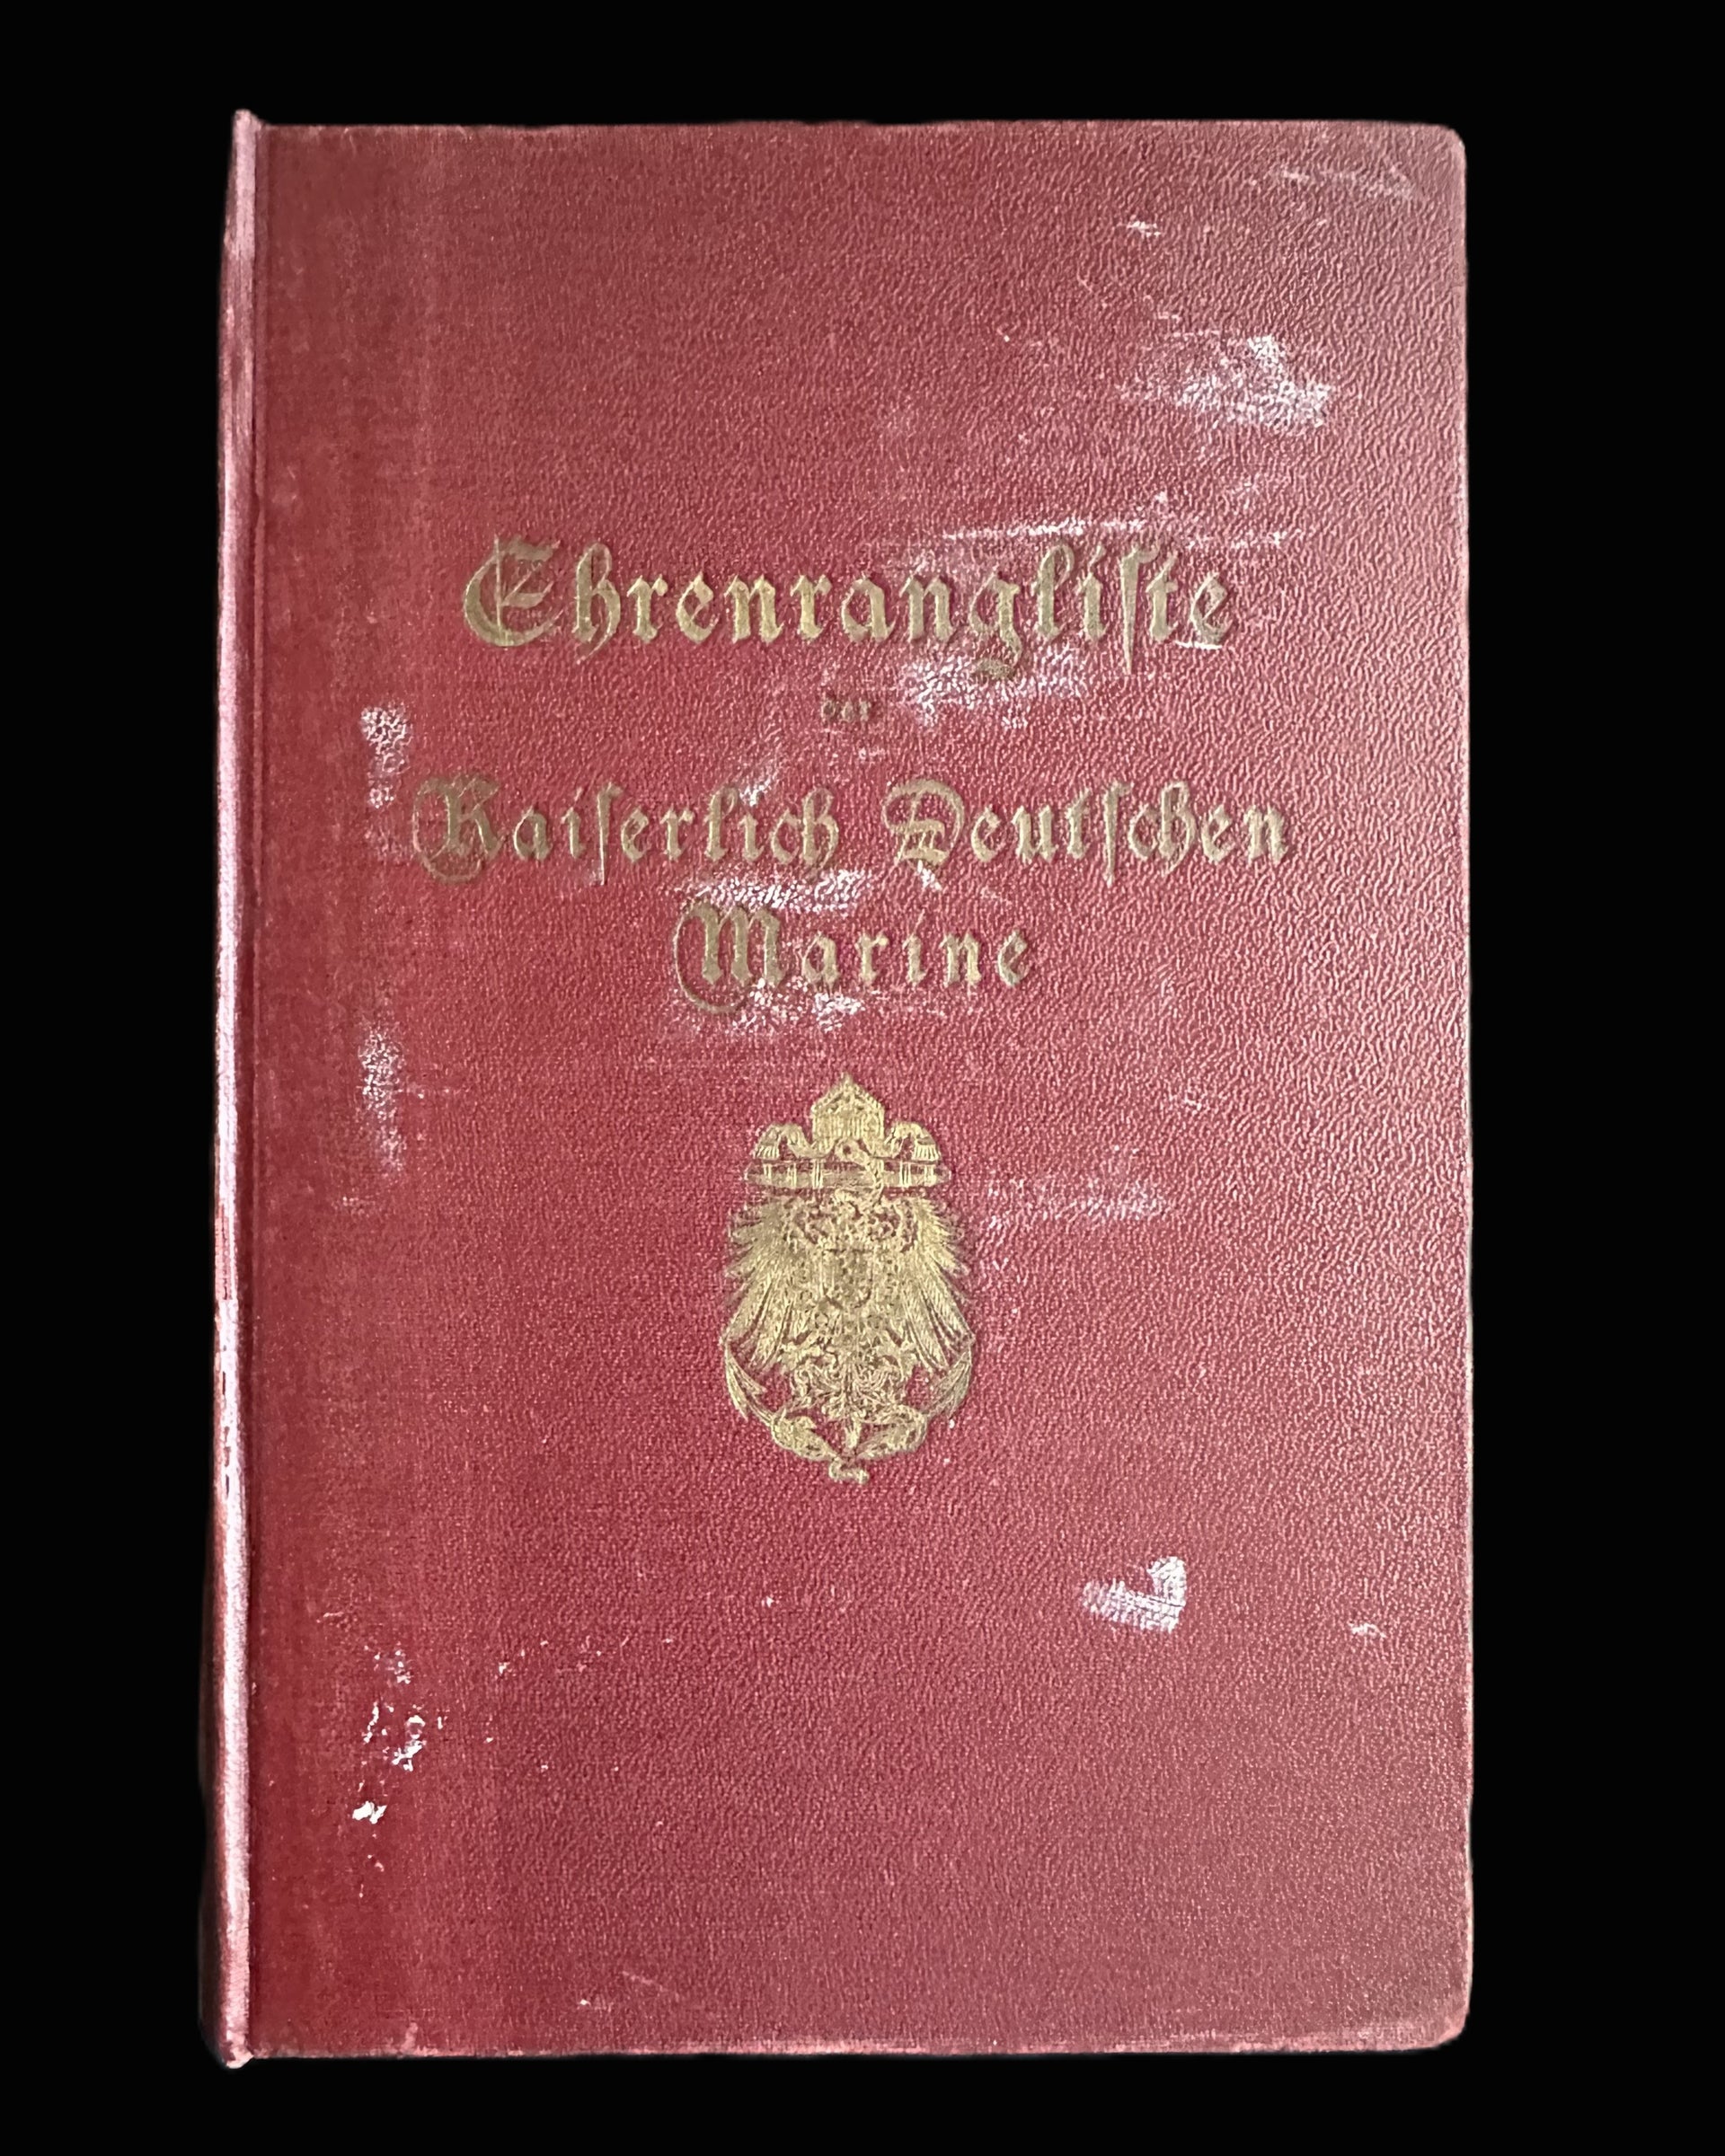 Ehrenrangliste
der
Kaiserlich Deutschen
Marine